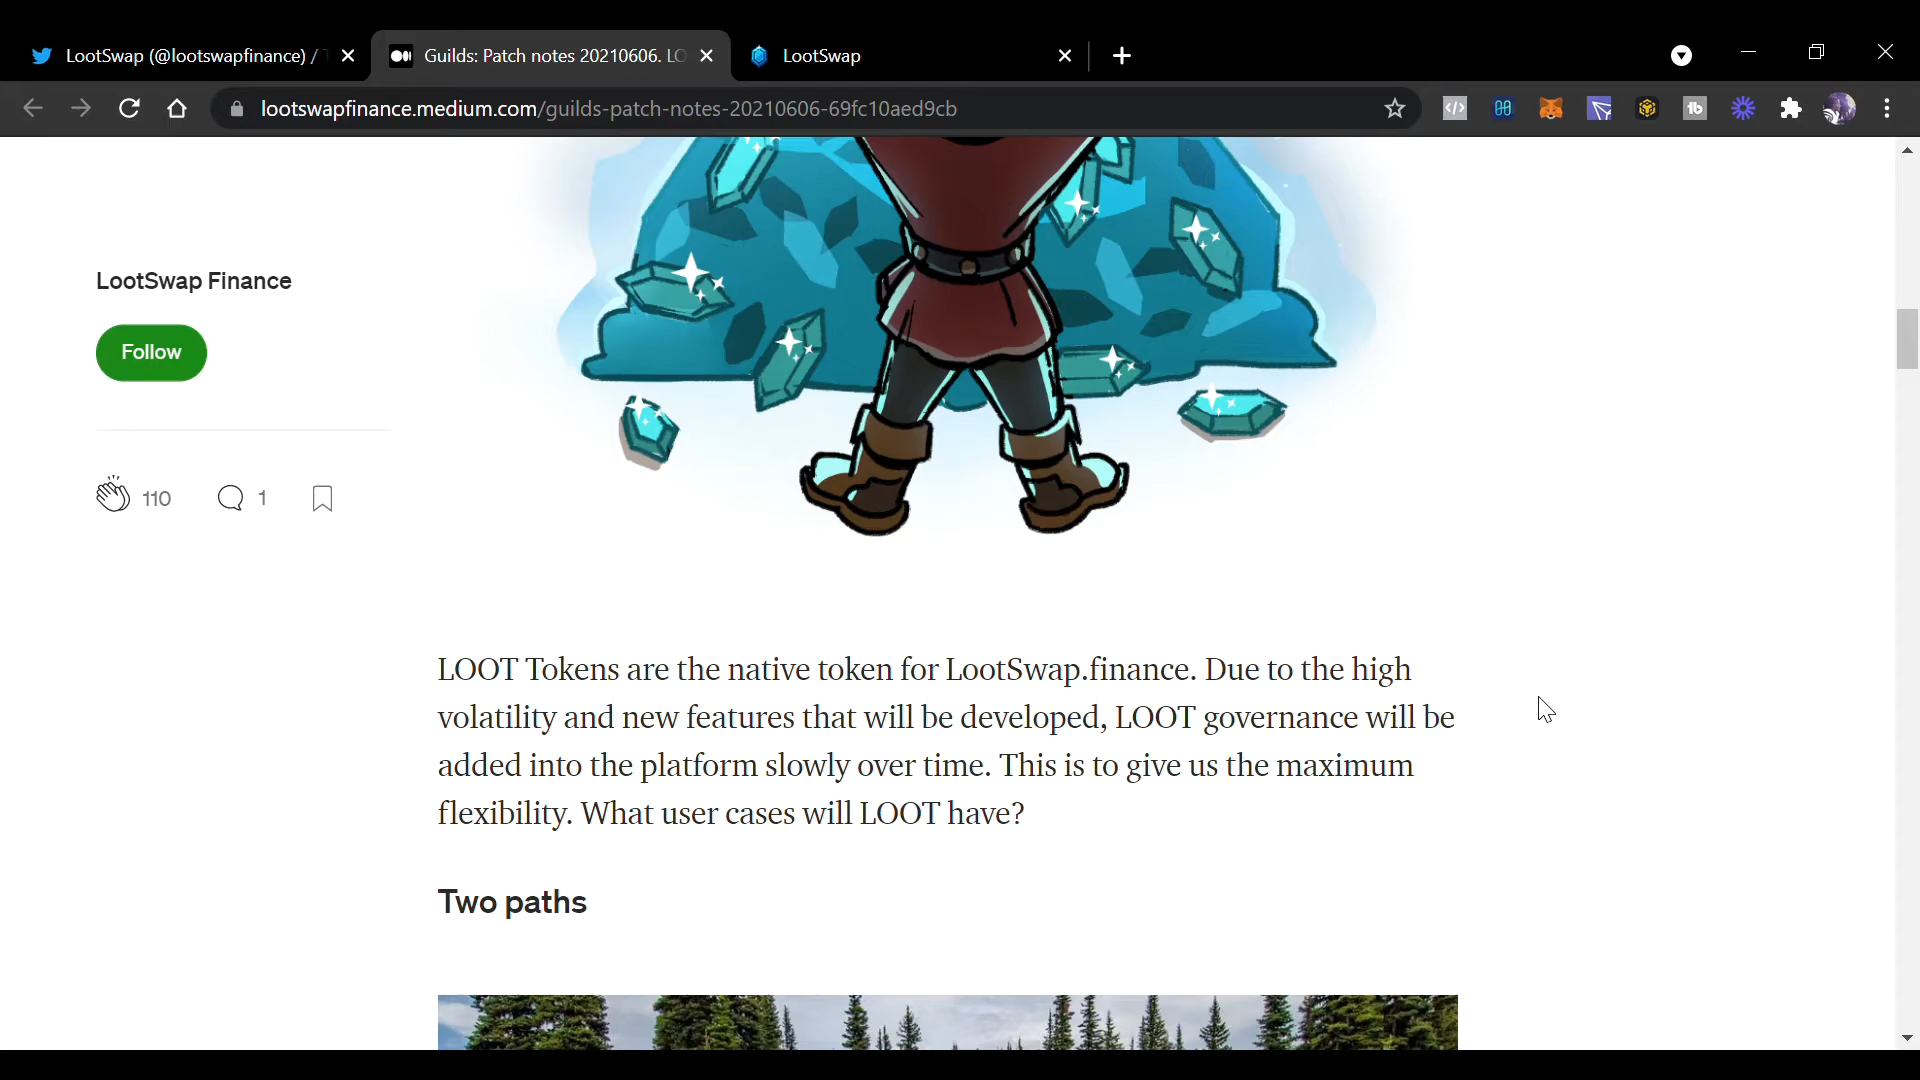 LootSwap (@lootswapfinance) / T
Guilds: Patch notes 20210606. LO
LootSwap
lootswapfinance.medium.com/guilds-patch-notes-20210606-69fc10aed9cb
LootSwap Finance
Follow
110
1
LOOT Tokens are the native token for LootSwap.finance. Due to the high
volatility and new features that will be developed, LOOT governance will be
added into the platform slowly over time. This is to give us the maximum
flexibility. What user cases will LOOT have?
Two paths